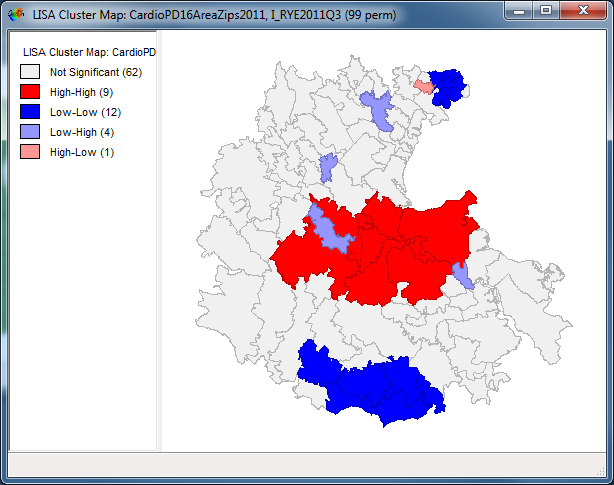 LISA Cluster Map: CardioPD16AreaZips2011, I_RYE2011Q3 (99 perm)
LISA Cluster Map: CardioPD
Not Significant (62)
High-High (9)
Low-Low (12)
Low-High (4)
High-Low (1)